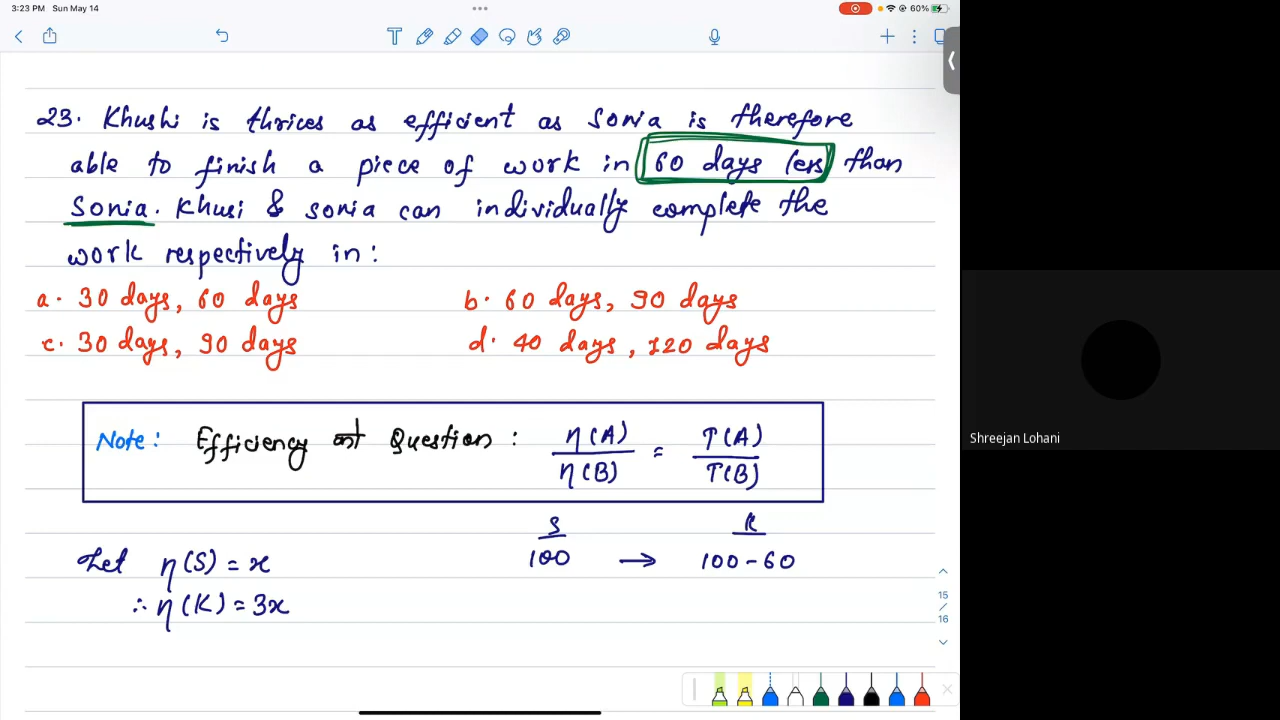 3:23 PM Sun May 14
60%
23. Khushi is thrices as efficient as Sonia is therefore
able to finish a piece of work in 60 days less than
Sonia. Khusi & sonia can individually complete the
work respectively in:
a. 30 days, 60 days b. 60 days, 90 days
c. 30 days, 90 days d. 40 days, 120 days
Note: Efficiency Question: η(A)/η(B) = T(A)/T(B)
S K
100 → 100-60
Let η(S) = x
∴ η(K) = 3x
15
/
16
Shreejan Lohani